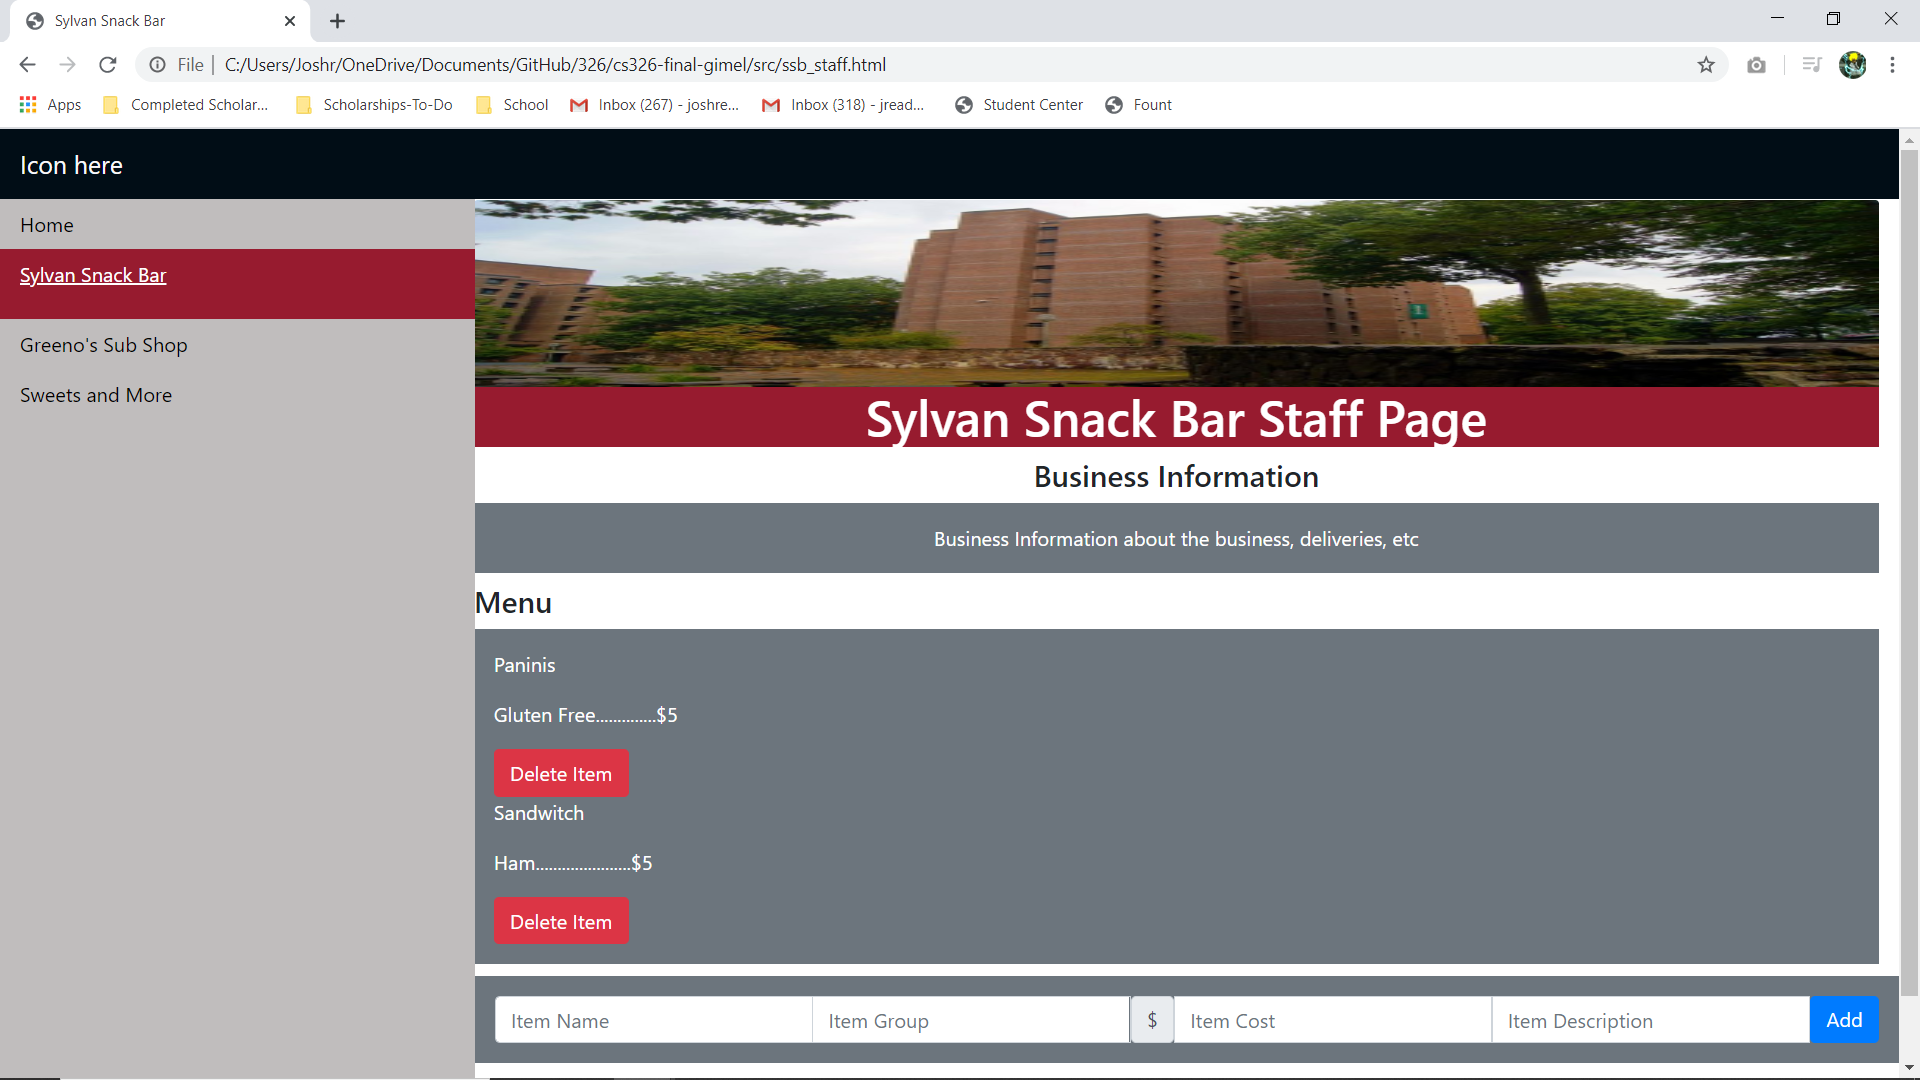 Sylvan Snack Bar
File | C:/Users/Joshr/OneDrive/Documents/GitHub/326/cs326-final-gimel/src/ssb_staff.html
Apps Completed Scholar... Scholarships-To-Do School Inbox (267) - joshre... Inbox (318) - jread... Student Center Fount
Icon here
Home
Sylvan Snack Bar
Greeno's Sub Shop
Sweets and More
1
Sylvan Snack Bar Staff Page
Business Information
Business Information about the business, deliveries, etc
Menu
Paninis
Gluten Free..............$5
Delete Item
Sandwitch
Ham......................$5
Delete Item
Item Name Item Group $ Item Cost Item Description Add